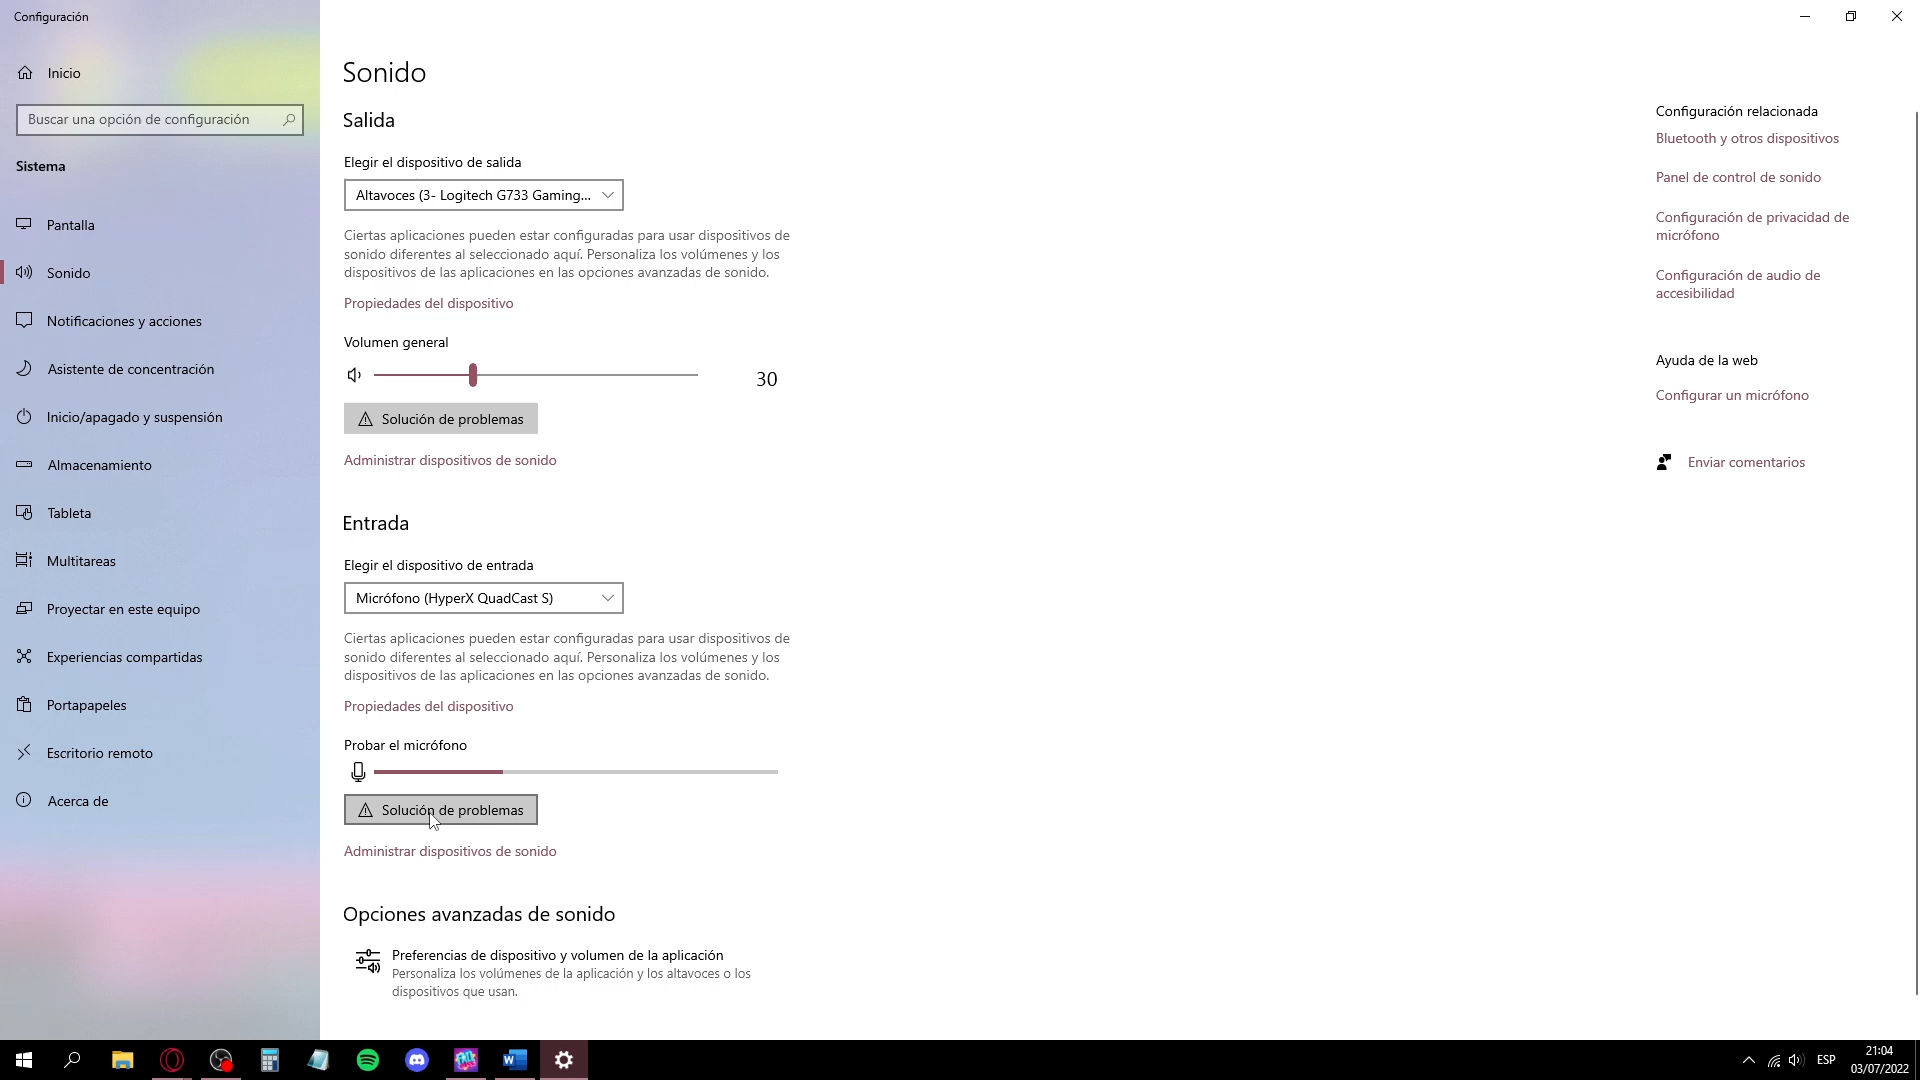 Configuración
Inicio
Buscar una opción de configuración
Sistema
Pantalla
Sonido
Notificaciones y acciones
Asistente de concentración
Inicio/apagado y suspensión
Almacenamiento
Tableta
Multitareas
Proyectar en este equipo
Experiencias compartidas
Portapapeles
Escritorio remoto
Acerca de
Sonido
Salida
Elegir el dispositivo de salida
Altavoces (3- Logitech G733 Gaming...
Ciertas aplicaciones pueden estar configuradas para usar dispositivos de
sonido diferentes al seleccionado aquí. Personaliza los volúmenes y los
dispositivos de las aplicaciones en las opciones avanzadas de sonido.
Propiedades del dispositivo
Volumen general
30
Solución de problemas
Administrar dispositivos de sonido
Entrada
Elegir el dispositivo de entrada
Micrófono (HyperX QuadCast S)
Ciertas aplicaciones pueden estar configuradas para usar dispositivos de
sonido diferentes al seleccionado aquí. Personaliza los volúmenes y los
dispositivos de las aplicaciones en las opciones avanzadas de sonido.
Propiedades del dispositivo
Probar el micrófono
Solución de problemas
Administrar dispositivos de sonido
Opciones avanzadas de sonido
Preferencias de dispositivo y volumen de la aplicación
Personaliza los volúmenes de la aplicación y los altavoces o los
dispositivos que usan.
Configuración relacionada
Bluetooth y otros dispositivos
Panel de control de sonido
Configuración de privacidad de
micrófono
Configuración de audio de
accesibilidad
Ayuda de la web
Configurar un micrófono
Enviar comentarios
ESP
21:04
03/07/2022